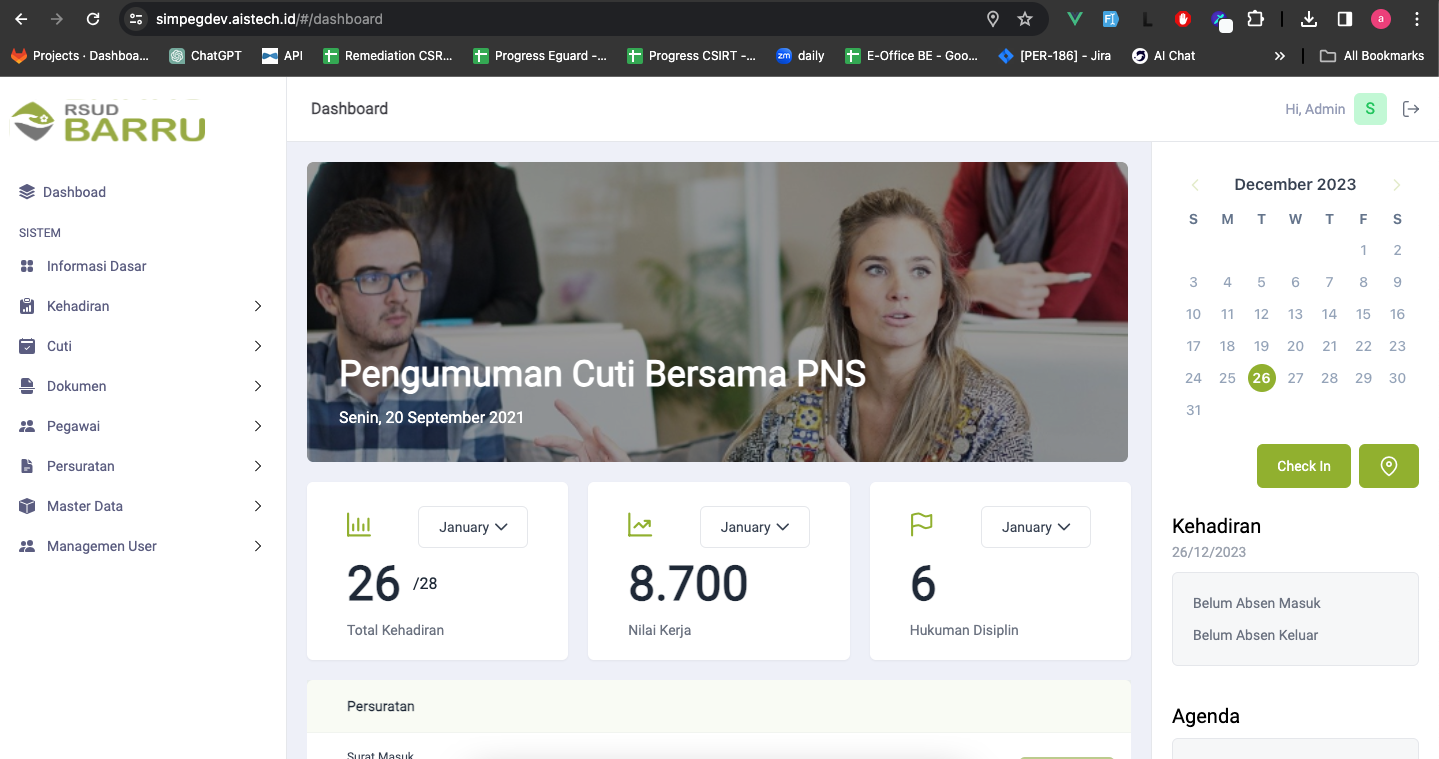 simpegdev.aistech.id/#/dashboard
Projects · Dashboa...
ChatGPT
API
Remediation CSR...
Progress Eguard -...
Progress CSIRT -...
zm daily
E-Office BE - Goo...
[PER-186] - Jira
AI Chat
All Bookmarks
RSUD
BARRU
Dashboard
Hi, Admin
S
Dashboad
SISTEM
Informasi Dasar
Kehadiran
Cuti
Dokumen
Pegawai
Persuratan
Master Data
Managemen User
Pengumuman Cuti Bersama PNS
Senin, 20 September 2021
January
26 /28
Total Kehadiran
January
8.700
Nilai Kerja
January
6
Hukuman Disiplin
Persuratan
Surat Masuk
December 2023
S M T W T F S
1 2
3 4 5 6 7 8 9
10 11 12 13 14 15 16
17 18 19 20 21 22 23
24 25 26 27 28 29 30
31
Check In
Kehadiran
26/12/2023
Belum Absen Masuk
Belum Absen Keluar
Agenda